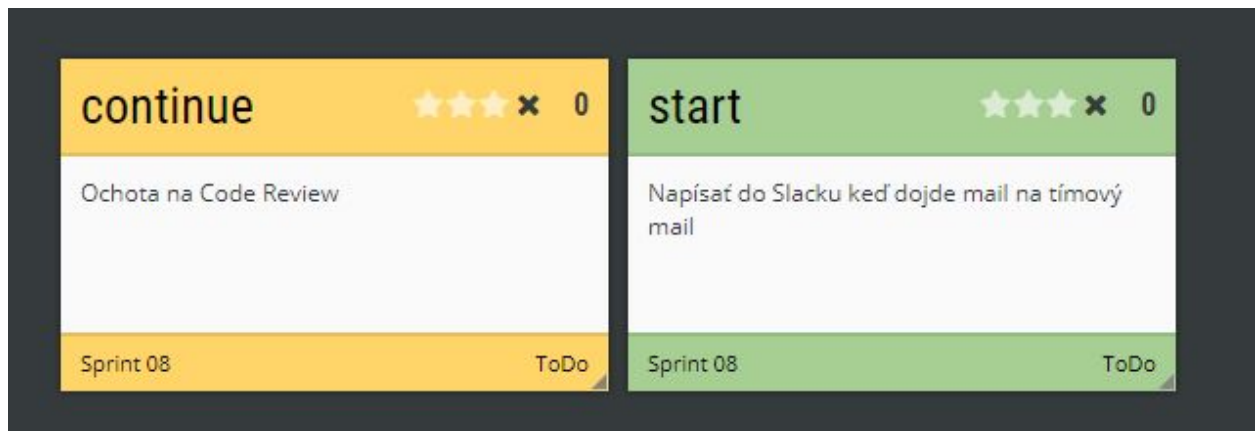 continue 0
Ochota na Code Review
Sprint 08 ToDo
start 0
Napísať do Slacku keď dojde mail na tímový
mail
Sprint 08 ToDo